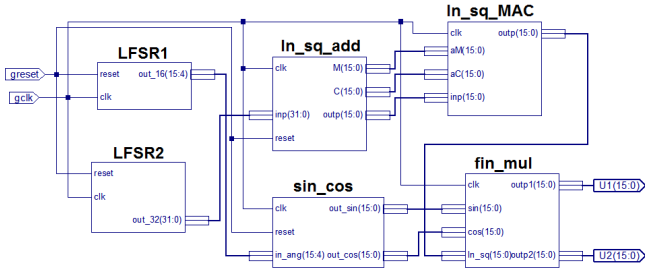 LFSR1
greset
reset
out_16(15:4)
gclk
clk
LFSR2
reset
clk
out_32(31:0)
ln_sq_add
clk
M(15:0)
C(15:0)
inp(31:0)
outp(15:0)
reset
ln_sq_MAC
clk
outp(15:0)
aM(15:0)
aC(15:0)
inp(15:0)
sin_cos
clk
out_sin(15:0)
reset
in_ang(15:4)
out_cos(15:0)
fin_mul
clk
outp1(15:0)
U1(15:0)
sin(15:0)
cos(15:0)
ln_sq(15:0)
outp2(15:0)
U2(15:0)